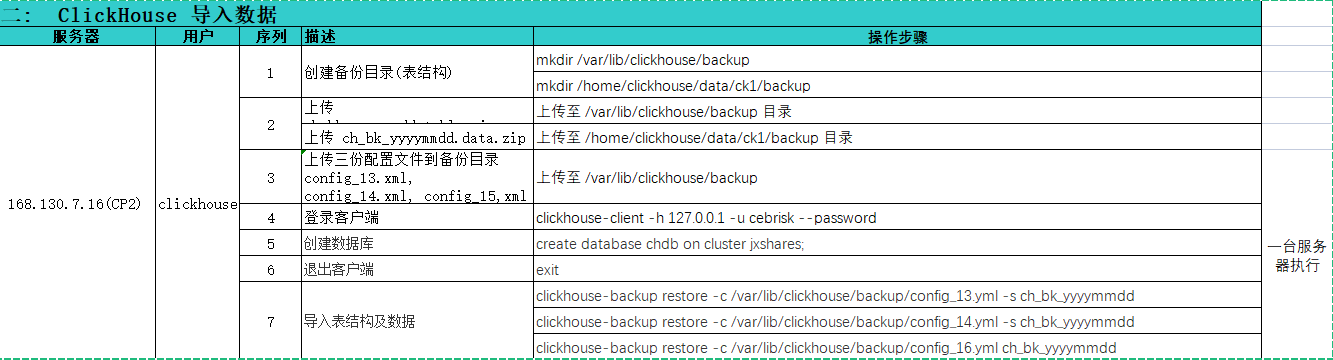 二: ClickHouse 导入数据
服务器 用户 序列 描述 操作步骤
168.130.7.16(CP2) clickhouse
1 创建备份目录(表结构)
mkdir /var/lib/clickhouse/backup
mkdir /home/clickhouse/data/ck1/backup
2 上传
上传至 /var/lib/clickhouse/backup 目录
上传 ch_bk_yyyymmdd.data.zip
上传至 /home/clickhouse/data/ck1/backup 目录
3 上传三份配置文件到备份目录
config_13.xml,
config_14.xml, config_15,xml
上传至 /var/lib/clickhouse/backup
4 登录客户端 clickhouse-client -h 127.0.0.1 -u cebrisk --password
5 创建数据库 create database chdb on cluster jxshares;
6 退出客户端 exit
7 导入表结构及数据
clickhouse-backup restore -c /var/lib/clickhouse/backup/config_13.yml -s ch_bk_yyyymmdd
clickhouse-backup restore -c /var/lib/clickhouse/backup/config_14.yml -s ch_bk_yyyymmdd
clickhouse-backup restore -c /var/lib/clickhouse/backup/config_16.yml ch_bk_yyyymmdd
一台服务
器执行